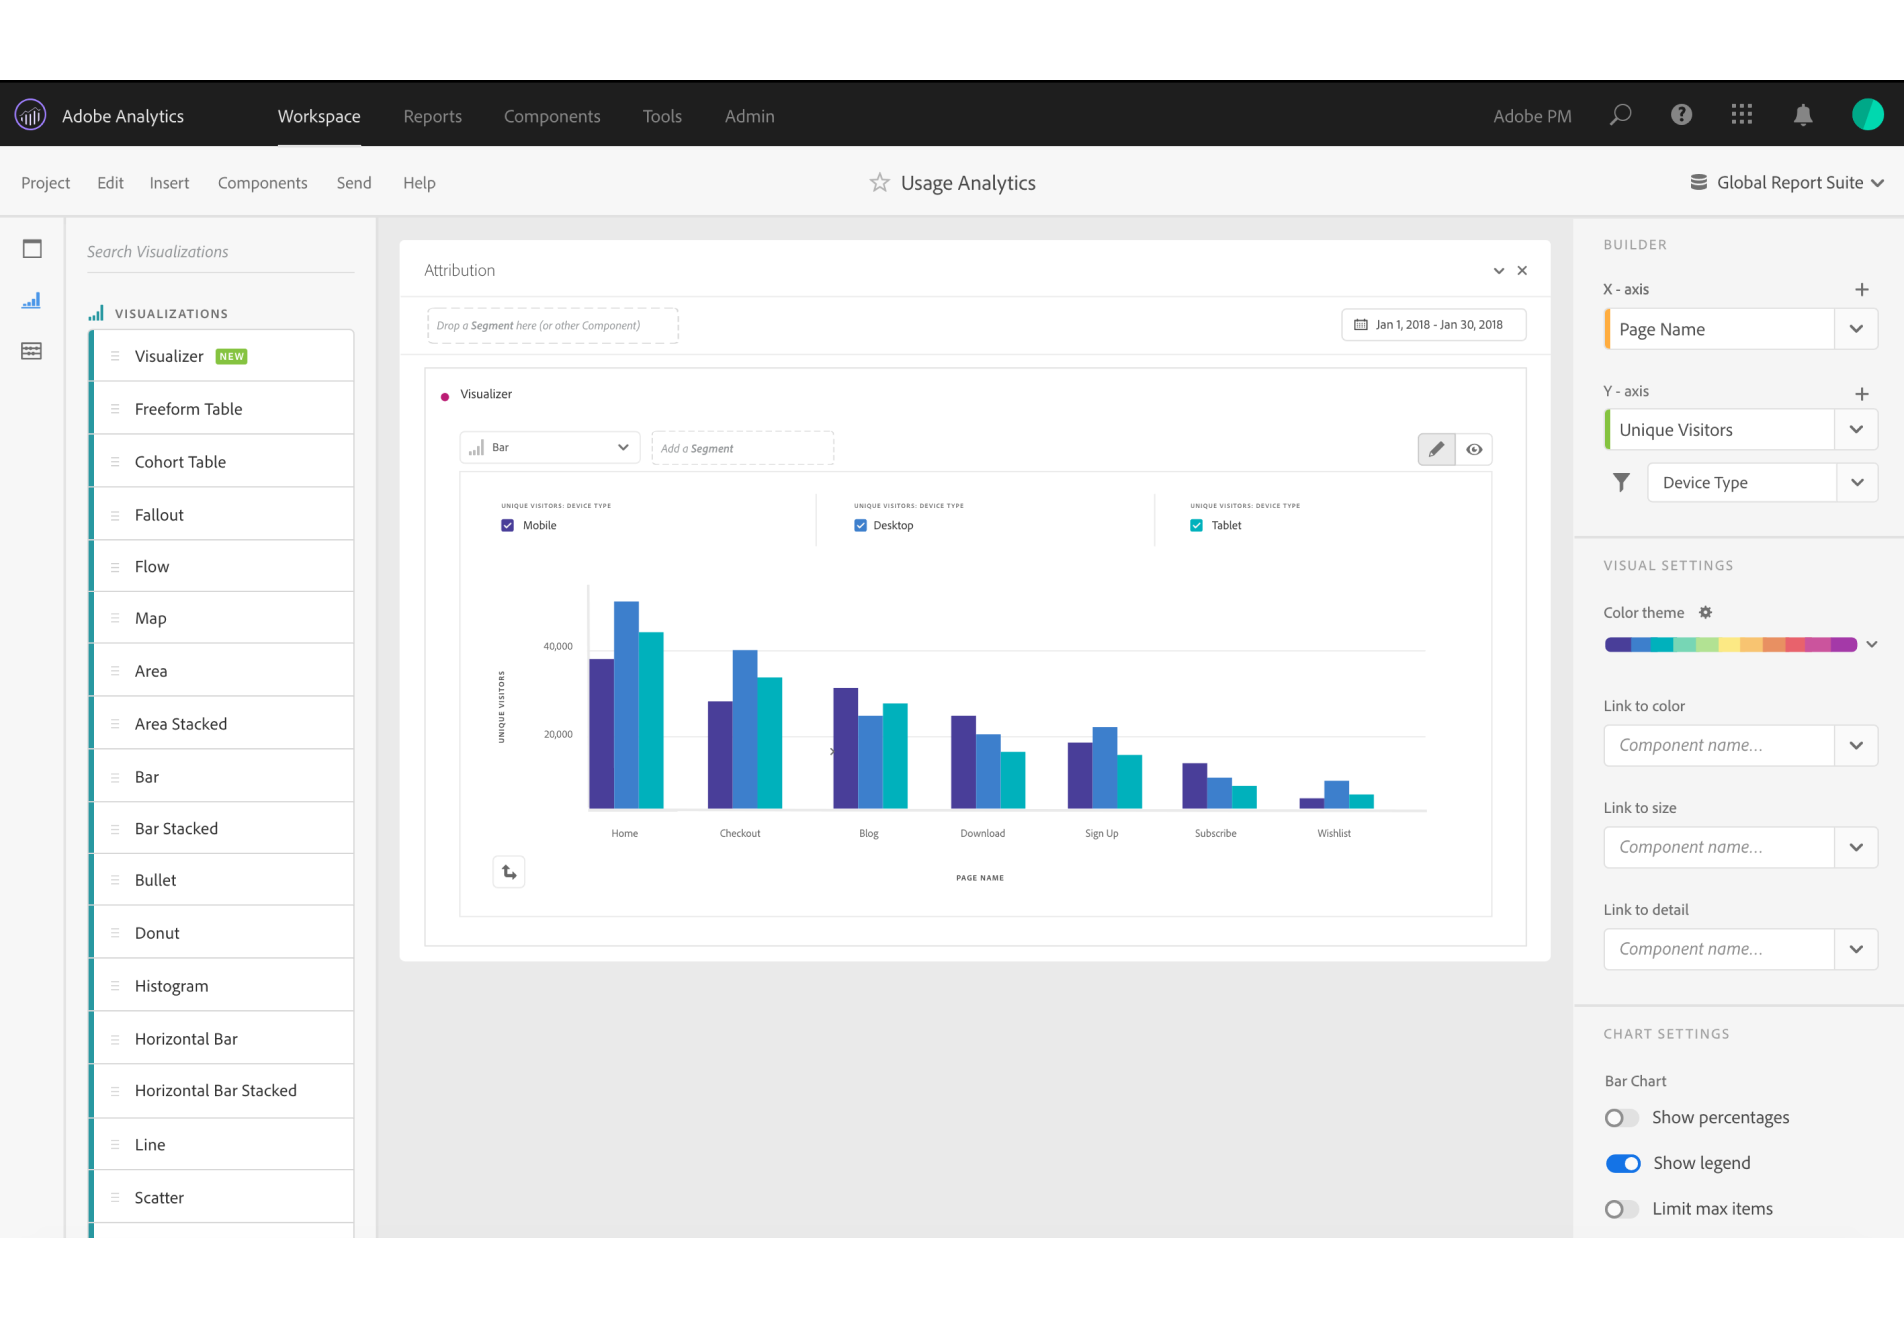 Adobe Analytics Workspace Reports Components Tools Admin Adobe PM
Project Edit Insert Components Send Help Usage Analytics Global Report Suite
Search Visualizations
VISUALIZATIONS
Visualizer NEW
Freeform Table
Cohort Table
Fallout
Flow
Map
Area
Area Stacked
Bar
Bar Stacked
Bullet
Donut
Histogram
Horizontal Bar
Horizontal Bar Stacked
Line
Scatter
Attribution
Drop a Segment here (or other Component)
Jan 1, 2018 - Jan 30, 2018
Visualizer
Bar
Add a Segment
UNIQUE VISITORS: DEVICE TYPE
Mobile
UNIQUE VISITORS: DEVICE TYPE
Desktop
UNIQUE VISITORS: DEVICE TYPE
Tablet
40,000
20,000
UNIQUE VISITORS
Home Checkout Blog Download Sign Up Subscribe Wishlist
PAGE NAME
BUILDER
X - axis
Page Name
Y - axis
Unique Visitors
Device Type
VISUAL SETTINGS
Color theme
Link to color
Component name...
Link to size
Component name...
Link to detail
Component name...
CHART SETTINGS
Bar Chart
Show percentages
Show legend
Limit max items